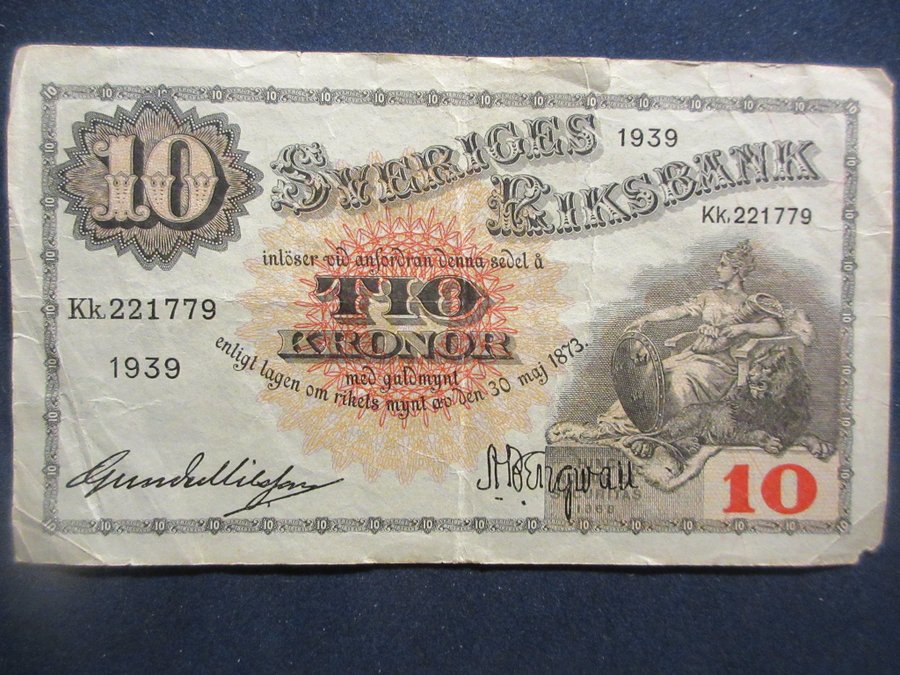 10
SVERIGES
1939
RIKSBANK
Kk.221779
inlöser vid anfordran denna sedel å
TIO
KRONOR
Kk.221779
1939
med guldmynt
enligt lagen om rikets mynt av den 30 maj 1873.
10